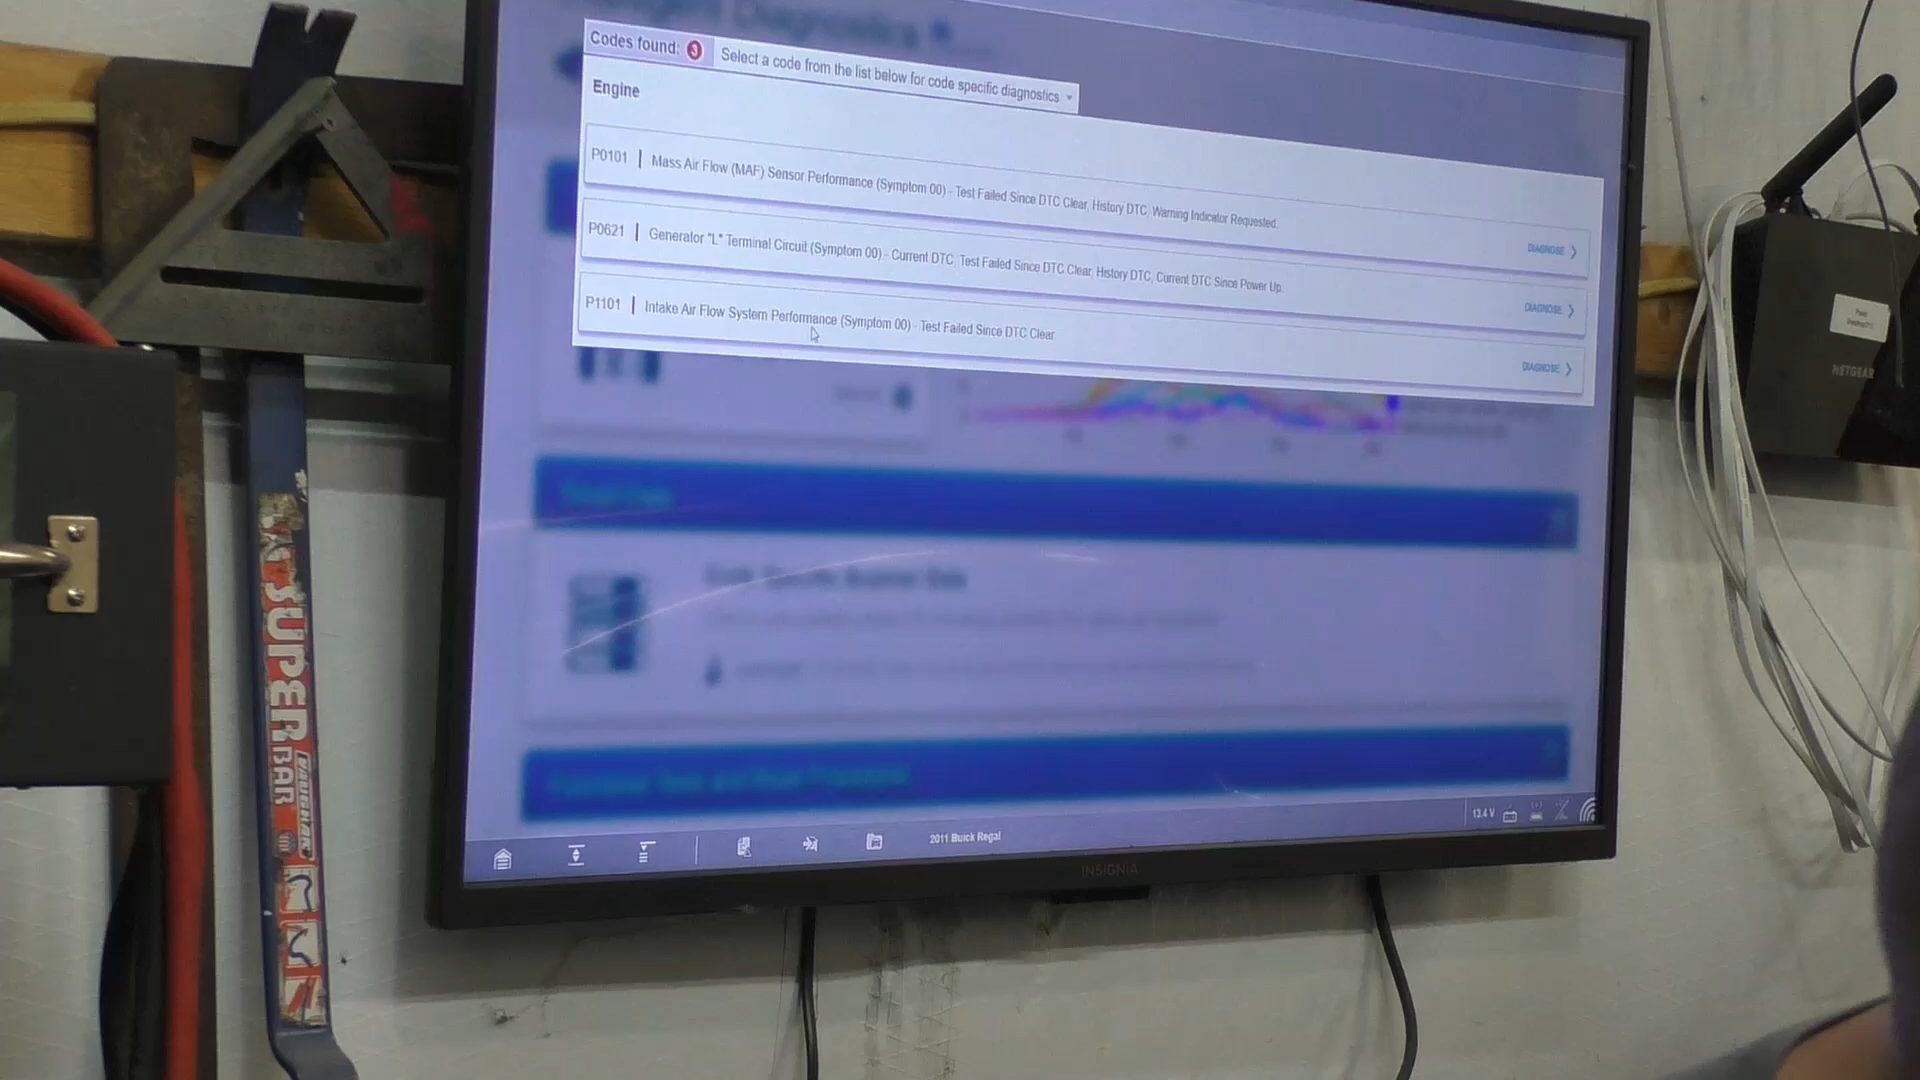 Codes found: 3 Select a code from the list below for code specific diagnostics
Engine
P0101 | Mass Air Flow (MAF) Sensor Performance (Symptom 00) - Test Failed Since DTC Clear, History DTC, Warning Indicator Requested.
DIAGNOSE
P0621 | Generator "L" Terminal Circuit (Symptom 00) - Current DTC, Test Failed Since DTC Clear, History DTC, Current DTC Since Power Up
DIAGNOSE
P1101 | Intake Air Flow System Performance (Symptom 00) - Test Failed Since DTC Clear
DIAGNOSE
2011 Buick Regal
13.4 V
INSIGNIA
NETGEAR
SUPER
BAR
VAUGHAN